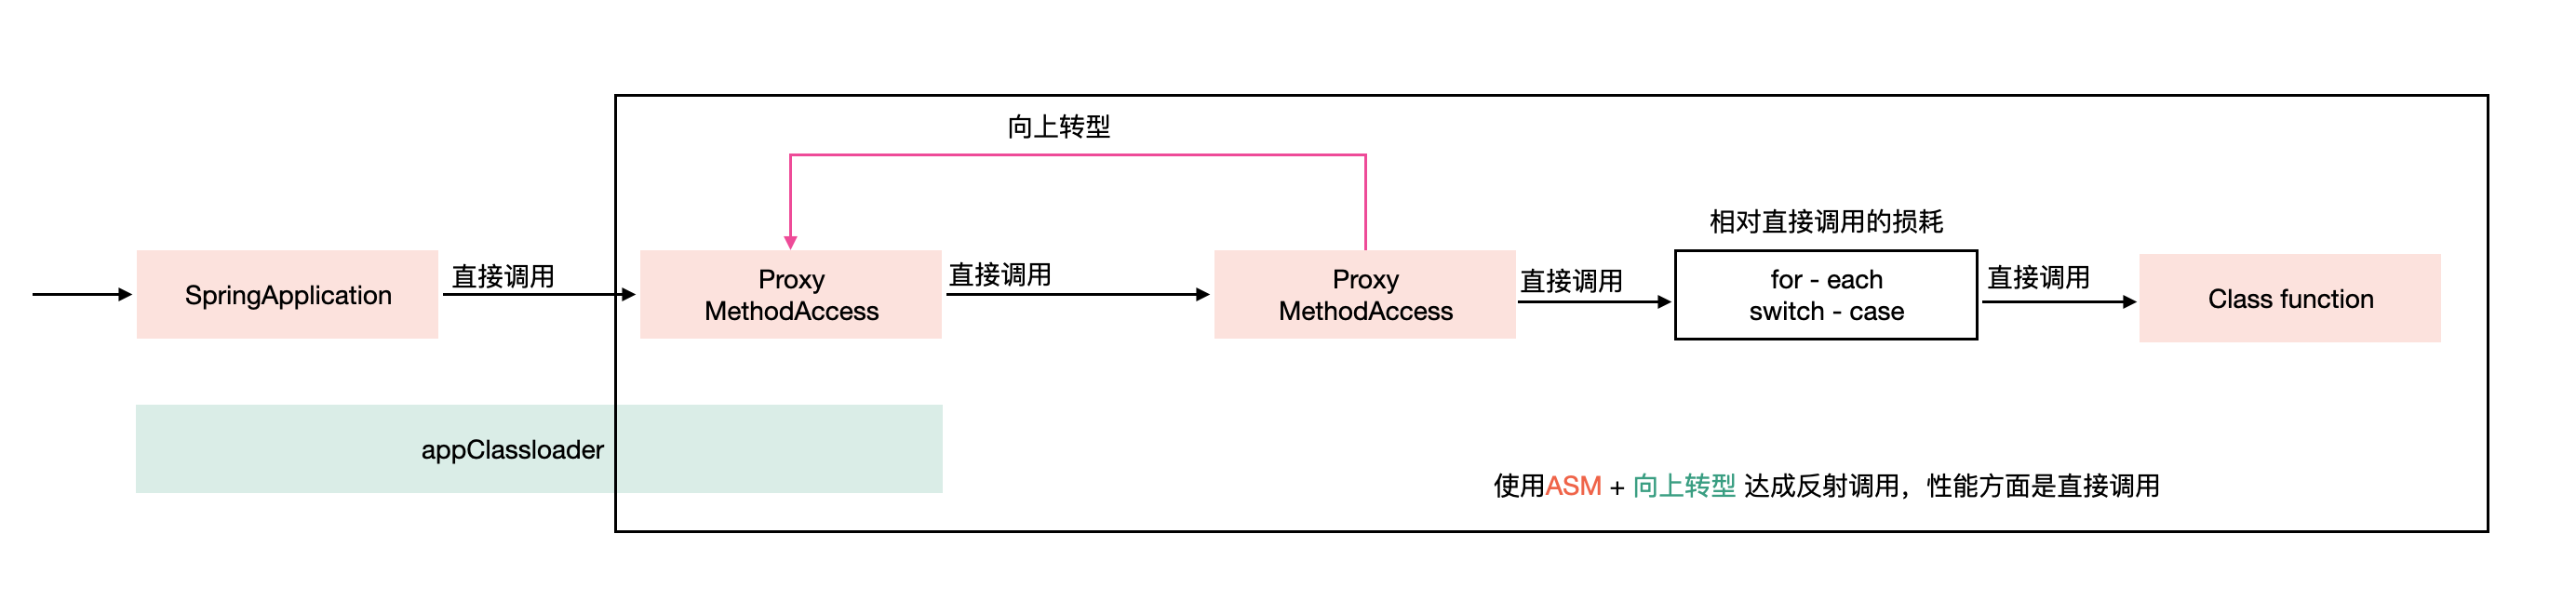 向上转型
相对直接调用的损耗
SpringApplication
直接调用
Proxy
MethodAccess
直接调用
Proxy
MethodAccess
直接调用
for - each
switch - case
直接调用
Class function
appClassloader
使用ASM + 向上转型 达成反射调用，性能方面是直接调用